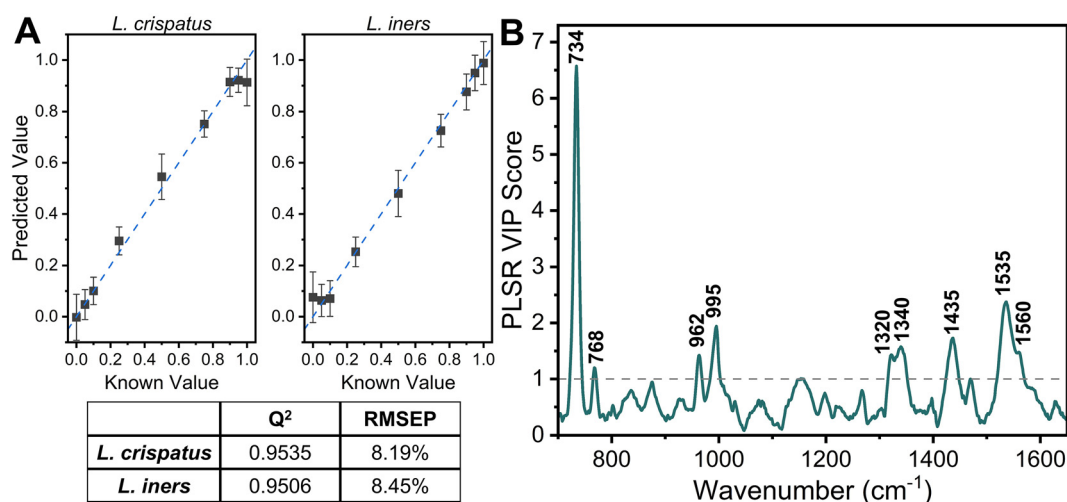 A
L. crispatus
L. iners
Predicted Value
1.0
0.8
0.6
0.4
0.2
0.0
0.0 0.2 0.4 0.6 0.8 1.0
Known Value
1.0
0.8
0.6
0.4
0.2
0.0
0.0 0.2 0.4 0.6 0.8 1.0
Known Value
Q² RMSEP
L. crispatus 0.9535 8.19%
L. iners 0.9506 8.45%
B
PLSR VIP Score
7
6
5
4
3
2
1
0
734
768
962
995
1320
1340
1435
1535
1560
800 1000 1200 1400 1600
Wavenumber (cm⁻¹)